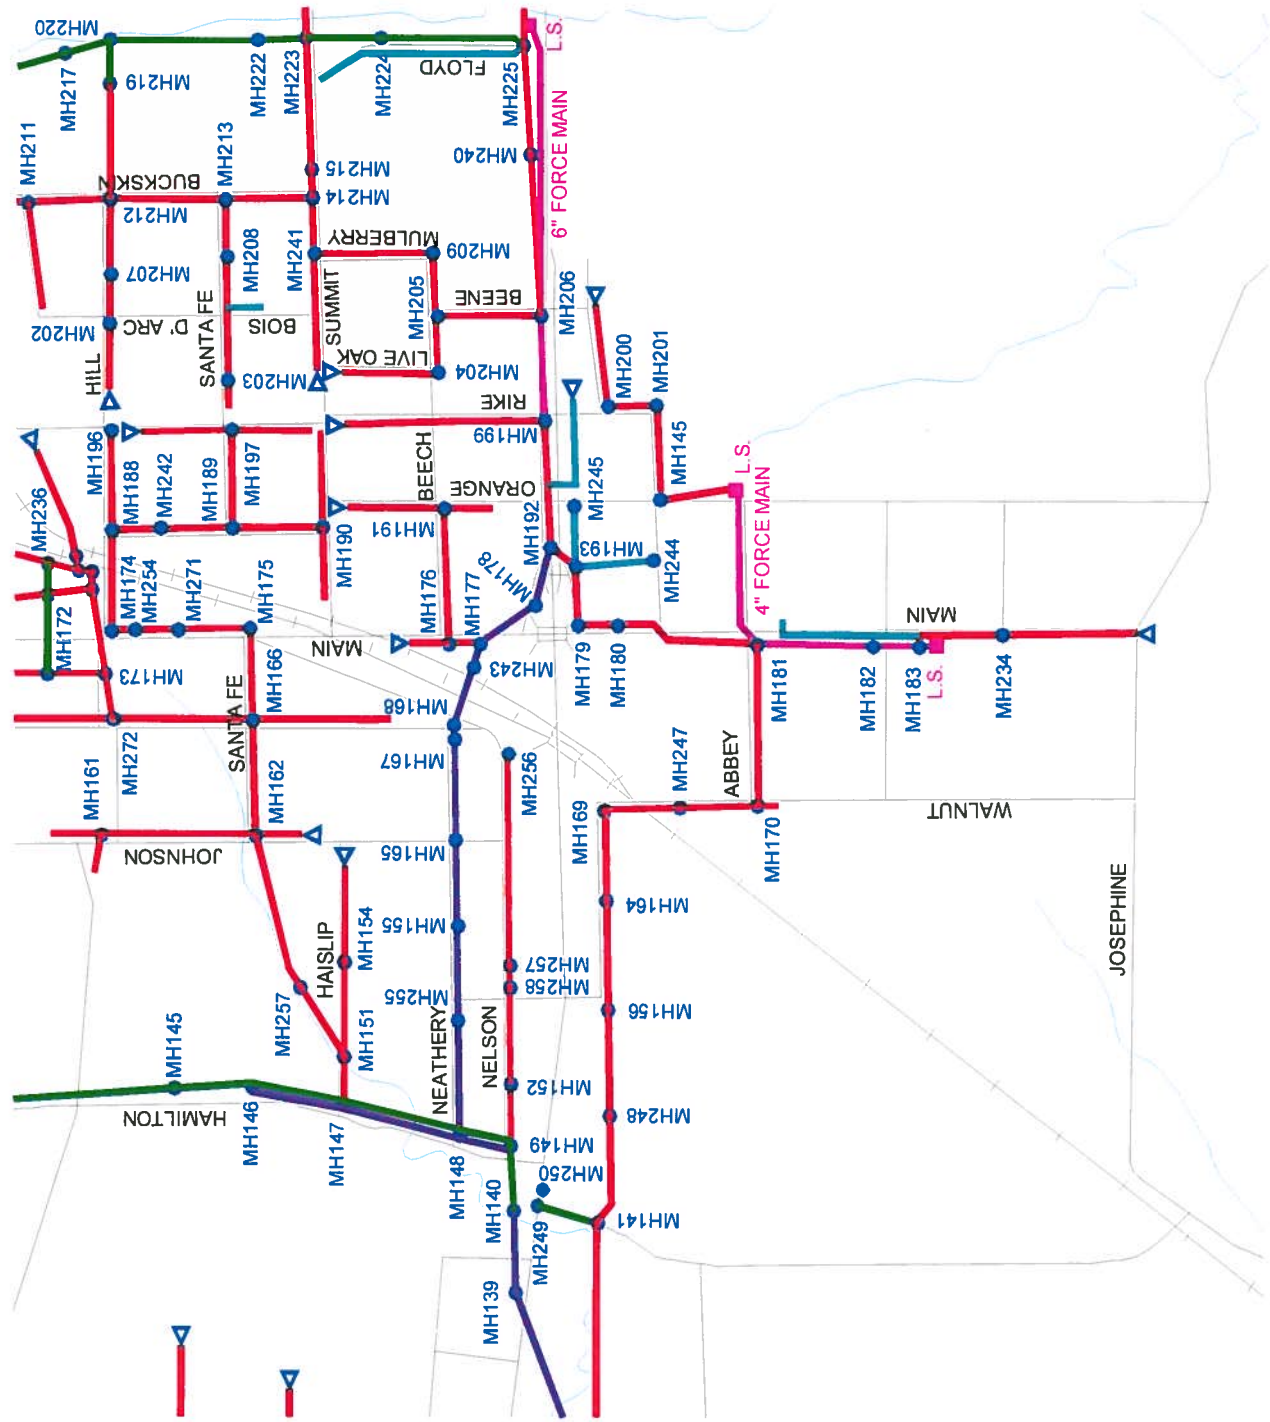 MH220
MH217
MH219
MH222
MH223
MH224
FLOYD
MH225
L.S.
MH211
BUCKSKIN
MH213
MH215
MH240
6" FORCE MAIN
MH212
MH214
MH207
MH208
MH241
MULBERRY
MH209
MH202
D' ARC
SANTA FE
BOIS
SUMMIT
MH205
BEENE
MH206
HILL
MH203
LIVE OAK
MH204
MH200
MH201
RIKE
MH199
MH196
MH188
MH242
MH189
MH197
BEECH
ORANGE
MH245
MH145
L.S.
MH236
MH190
MH191
MH192
MH193
MH244
4" FORCE MAIN
MH172
MH174
MH254
MH271
MH175
MH176
MH177
MH178
MAIN
MAIN
MH173
MH166
MH168
MH243
MH179
MH180
MH181
MH182
MH183
L.S.
MH234
MH272
SANTA FE
MH161
MH162
MH167
MH256
MH169
MH247
ABBEY
MH170
WALNUT
JOHNSON
MH165
HAISLIP
MH154
MH155
MH164
JOSEPHINE
MH257
MH257
MH258
MH255
MH156
MH151
NEATHERY
NELSON
MH145
HAMILTON
MH146
MH147
MH148
MH152
MH149
MH248
MH250
MH140
MH249
MH141
MH139